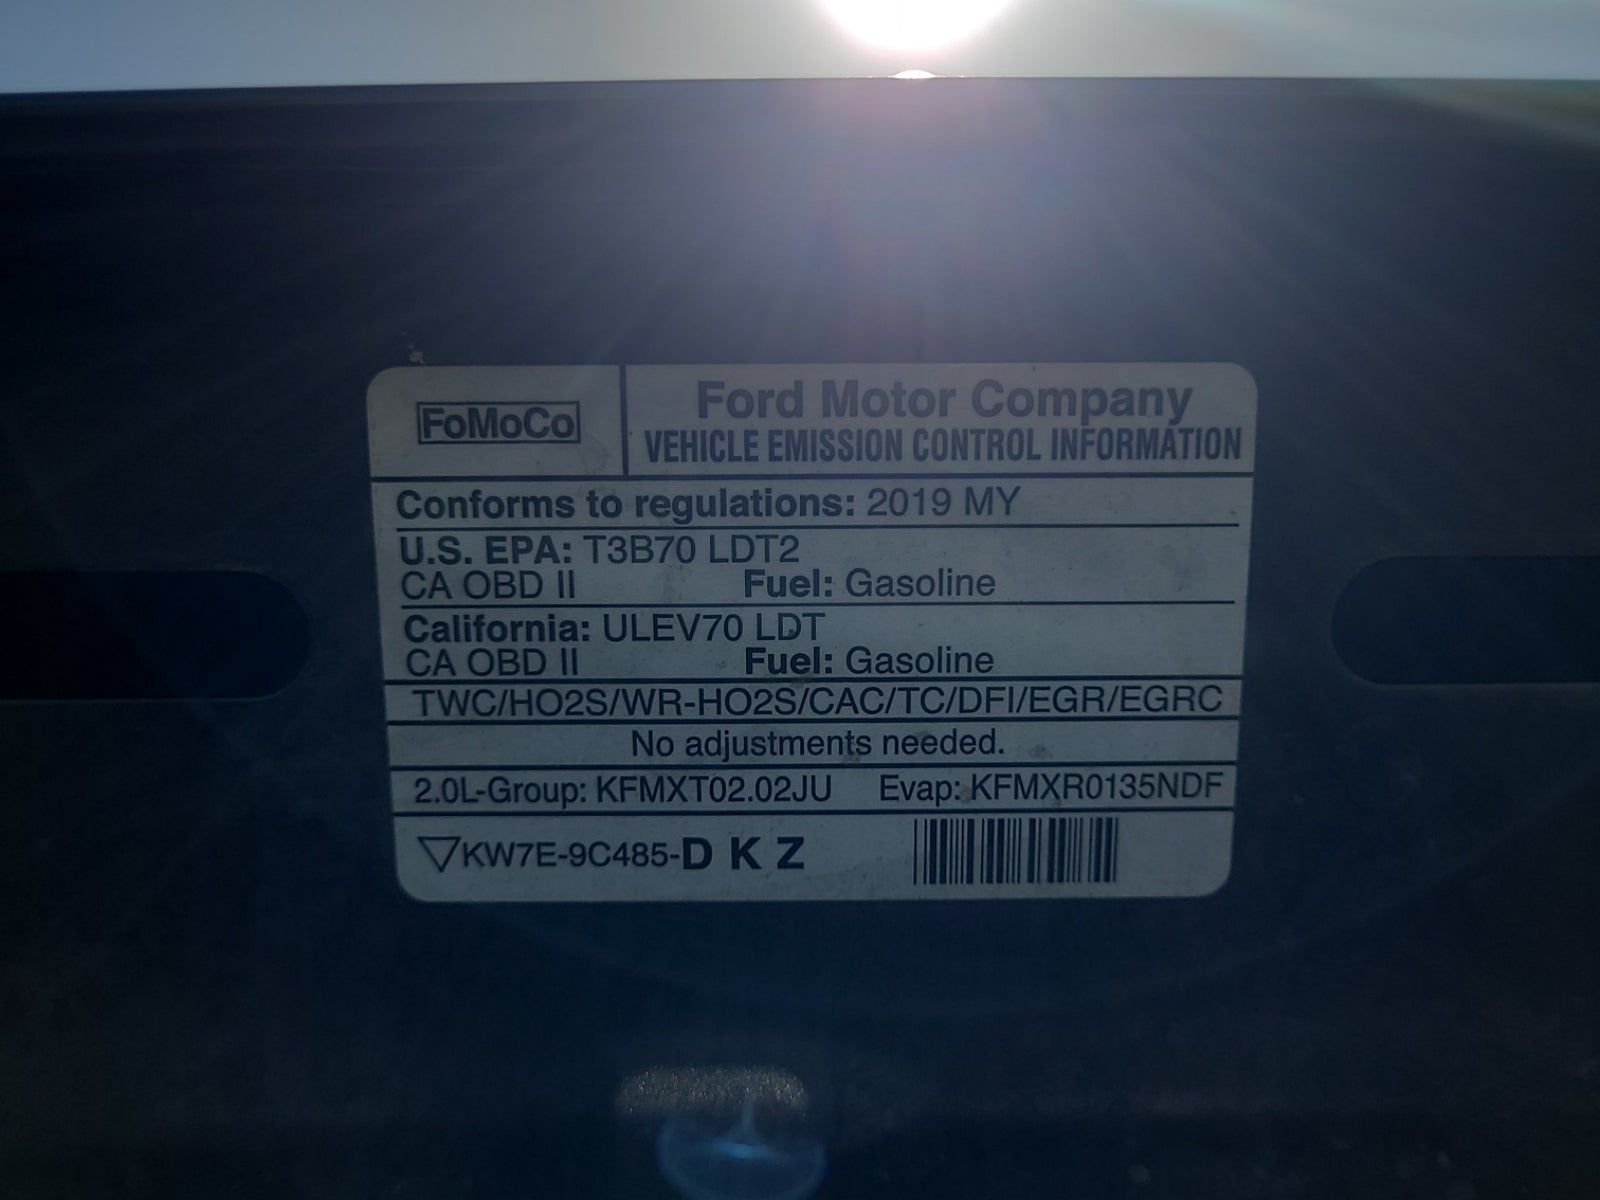 FoMoCo
Ford Motor Company
VEHICLE EMISSION CONTROL INFORMATION
Conforms to regulations: 2019 MY
U.S. EPA: T3B70 LDT2
CA OBD II Fuel: Gasoline
California: ULEV70 LDT
CA OBD II Fuel: Gasoline
TWC/HO2S/WR-HO2S/CAC/TC/DFI/EGR/EGRC
No adjustments needed.
2.0L-Group: KFMXT02.02JU Evap: KFMXR0135NDF
KW7E-9C485-D K Z